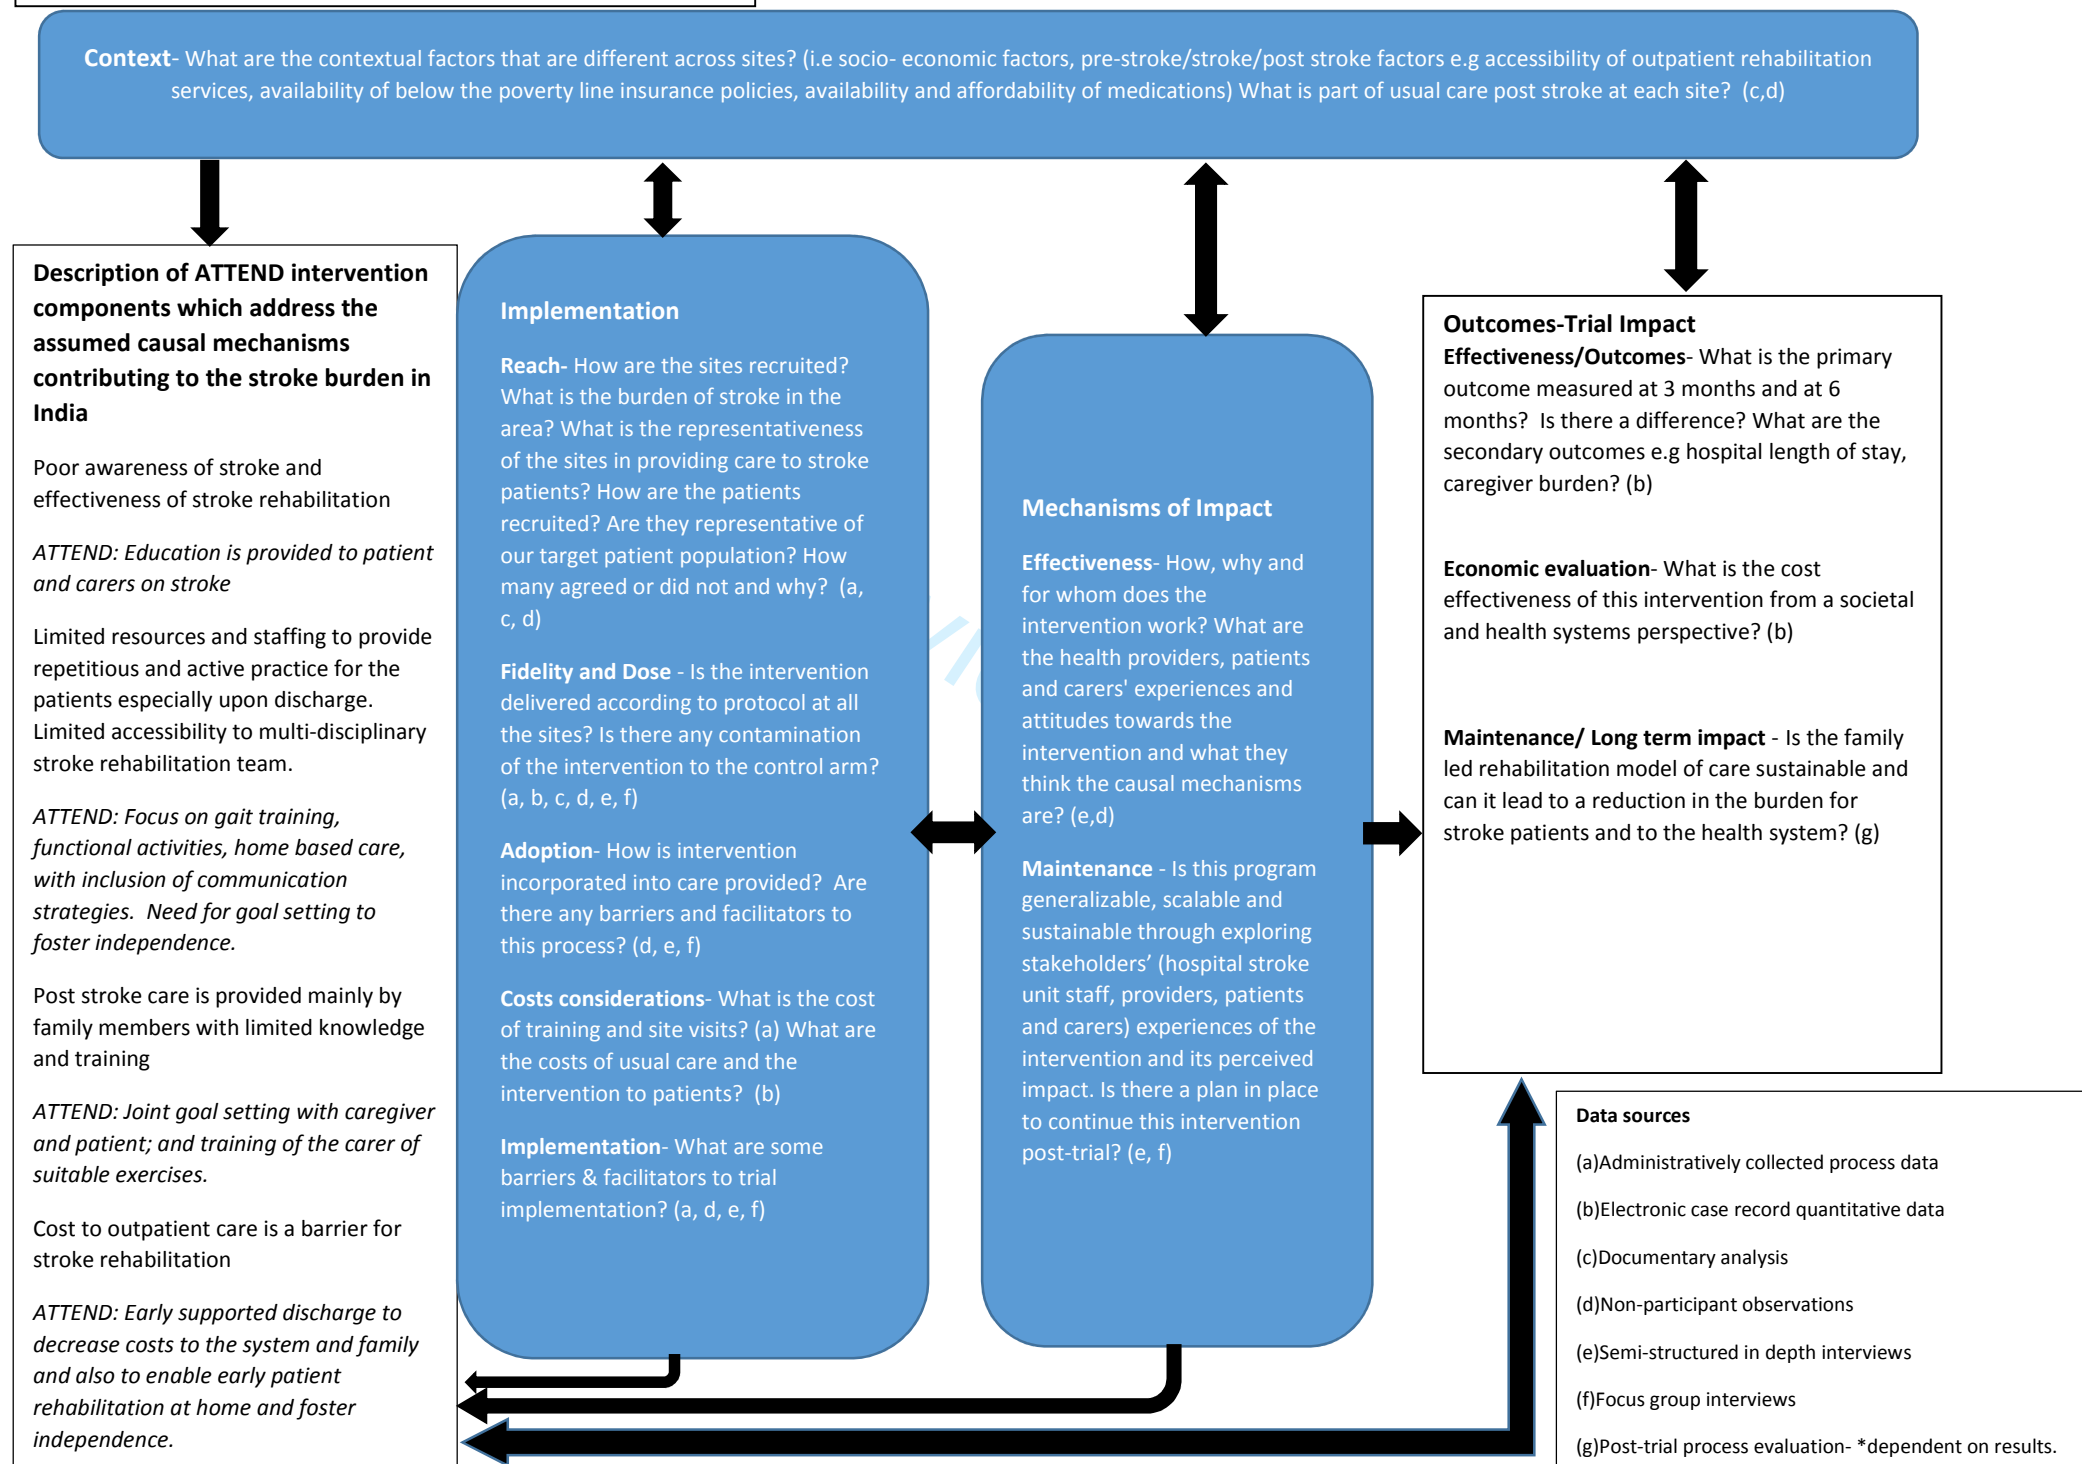 Context- What are the contextual factors that are different across sites? (i.e socio- economic factors, pre-stroke/stroke/post stroke factors e.g accessibility of outpatient rehabilitation
services, availability of below the poverty line insurance policies, availability and affordability of medications) What is part of usual care post stroke at each site?  (c,d)
Description of ATTEND intervention
components which address the
assumed causal mechanisms
contributing to the stroke burden in
India
Poor awareness of stroke and
effectiveness of stroke rehabilitation
ATTEND: Education is provided to patient
and carers on stroke
Limited resources and staffing to provide
repetitious and active practice for the
patients especially upon discharge.
Limited accessibility to multi-disciplinary
stroke rehabilitation team.
ATTEND: Focus on gait training,
functional activities, home based care,
with inclusion of communication
strategies.  Need for goal setting to
foster independence.
Post stroke care is provided mainly by
family members with limited knowledge
and training
ATTEND: Joint goal setting with caregiver
and patient; and training of the carer of
suitable exercises.
Cost to outpatient care is a barrier for
stroke rehabilitation
ATTEND: Early supported discharge to
decrease costs to the system and family
and also to enable early patient
rehabilitation at home and foster
independence.
Implementation
Reach- How are the sites recruited?
What is the burden of stroke in the
area? What is the representativeness
of the sites in providing care to stroke
patients? How are the patients
recruited? Are they representative of
our target patient population? How
many agreed or did not and why?  (a,
c, d)
Fidelity and Dose - Is the intervention
delivered according to protocol at all
the sites? Is there any contamination
of the intervention to the control arm?
(a, b, c, d, e, f)
Adoption- How is intervention
incorporated into care provided?  Are
there any barriers and facilitators to
this process? (d, e, f)
Costs considerations- What is the cost
of training and site visits? (a) What are
the costs of usual care and the
intervention to patients?  (b)
Implementation- What are some
barriers & facilitators to trial
implementation? (a, d, e, f)
Mechanisms of Impact
Effectiveness- How, why and
for whom does the
intervention work? What are
the health providers, patients
and carers' experiences and
attitudes towards the
intervention and what they
think the causal mechanisms
are? (e,d)
Maintenance - Is this program
generalizable, scalable and
sustainable through exploring
stakeholders’ (hospital stroke
unit staff, providers, patients
and carers) experiences of the
intervention and its perceived
impact. Is there a plan in place
to continue this intervention
post-trial? (e, f)
Outcomes-Trial Impact
Effectiveness/Outcomes- What is the primary
outcome measured at 3 months and at 6
months?  Is there a difference? What are the
secondary outcomes e.g hospital length of stay,
caregiver burden? (b)
Economic evaluation- What is the cost
effectiveness of this intervention from a societal
and health systems perspective? (b)
Maintenance/ Long term impact - Is the family
led rehabilitation model of care sustainable and
can it lead to a reduction in the burden for
stroke patients and to the health system? (g)
Data sources
(a)Administratively collected process data
(b)Electronic case record quantitative data
(c)Documentary analysis
(d)Non-participant observations
(e)Semi-structured in depth interviews
(f)Focus group interviews
(g)Post-trial process evaluation- *dependent on results.